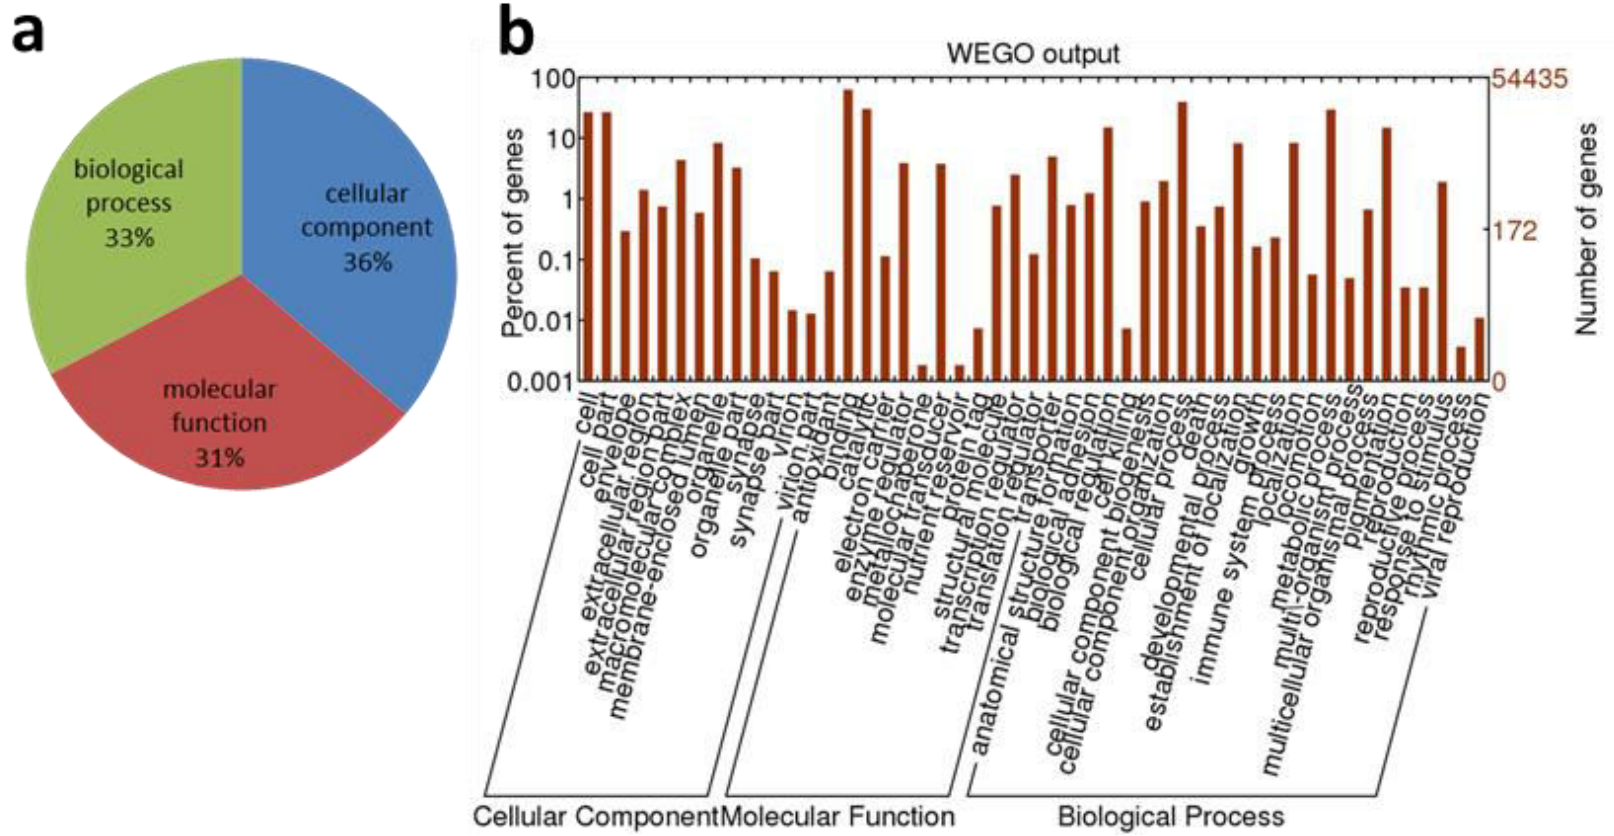 a
biological
process
33%
cellular
component
36%
molecular
function
31%
b
WEGO output
Percent of genes
100
10
1
0.1
0.01
0.001
54435
172
0
Number of genes
cell
cell part
envelope
extracellular region
extracellular region part
macromolecular complex
membrane-enclosed lumen
organelle
organelle part
synapse
synapse part
virion
virion part
antioxidant
binding
catalytic
electron carrier
enzyme regulator
metallochaperone
molecular transducer
nutrient reservoir
protein tag
structural molecule
transcription regulator
translation regulator
transporter
anatomical structure formation
biological adhesion
biological regulation
cell killing
cellular component biogenesis
cellular component organization
cellular process
death
developmental process
establishment of localization
growth
immune system process
localization
locomotion
metabolic process
multi\-organism process
multicellular organismal process
pigmentation
reproduction
reproductive process
response to stimulus
rhythmic process
viral reproduction
Cellular Component
Molecular Function
Biological Process